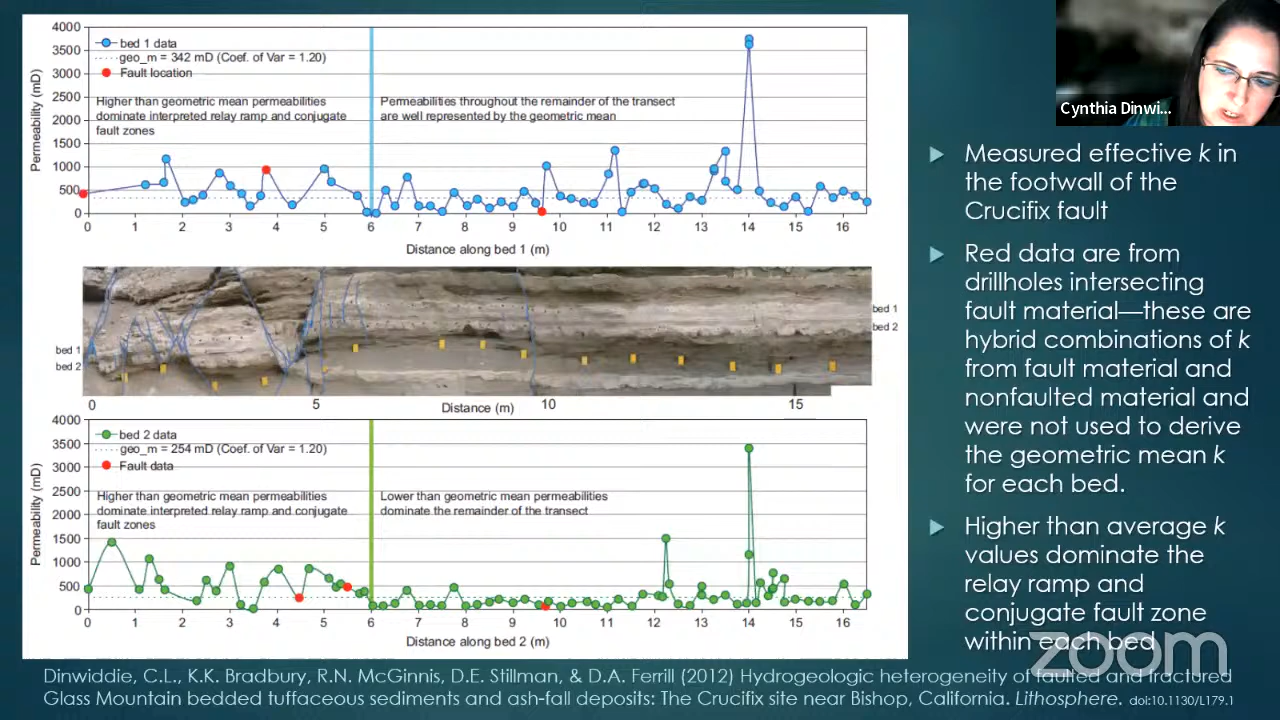 4000
3500
3000
2500
2000
1500
1000
500
0
Permeability (mD)
bed 1 data
geo_m = 342 mD (Coef. of Var = 1.20)
Fault location
Higher than geometric mean permeabilities
dominate interpreted relay ramp and conjugate
fault zones
Permeabilities throughout the remainder of the transect
are well represented by the geometric mean
0 1 2 3 4 5 6 7 8 9 10 11 12 13 14 15 16
Distance along bed 1 (m)
bed 1
bed 2
bed 1
bed 2
0 5 10 15
Distance (m)
4000
3500
3000
2500
2000
1500
1000
500
0
Permeability (mD)
bed 2 data
geo_m = 254 mD (Coef. of Var = 1.20)
Fault data
Higher than geometric mean permeabilities
dominate interpreted relay ramp and conjugate
fault zones
Lower than geometric mean permeabilities
dominate the remainder of the transect
0 1 2 3 4 5 6 7 8 9 10 11 12 13 14 15 16
Distance along bed 2 (m)
Cynthia Dinwi...
Measured effective k in
the footwall of the
Crucifix fault
Red data are from
drillholes intersecting
fault material—these are
hybrid combinations of k
from fault material and
nonfaulted material and
were not used to derive
the geometric mean k
for each bed.
Higher than average k
values dominate the
relay ramp and
conjugate fault zone
within each bed
zoom
Dinwiddie, C.L., K.K. Bradbury, R.N. McGinnis, D.E. Stillman, & D.A. Ferrill (2012) Hydrogeologic heterogeneity of faulted and fractured
Glass Mountain bedded tuffaceous sediments and ash-fall deposits: The Crucifix site near Bishop, California. Lithosphere. doi:10.1130/L179.1